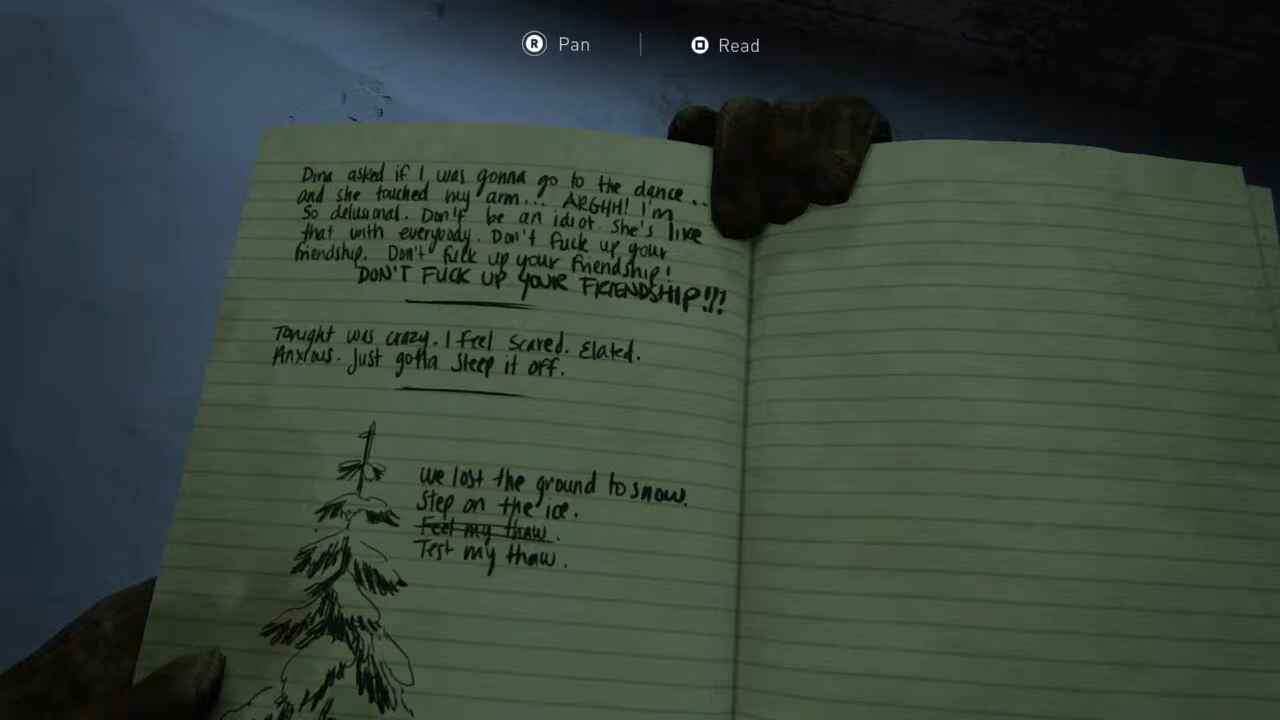 R Pan | Read
Dina asked if I was gonna go to the dance..
and she touched my arm... ARGHH! I'm
so delusional. Don't be an idiot she's like
that with everybody. Don't fuck up your
friendship. Don't fuck up your friendship!
DON'T FUCK UP YOUR FRIENDSHIP!!!
Tonight was crazy. I feel scared. Elated.
Anxious. Just gotta sleep it off.
We lost the ground to snow.
Step on the ice.
Feel my thaw.
Test my thaw.